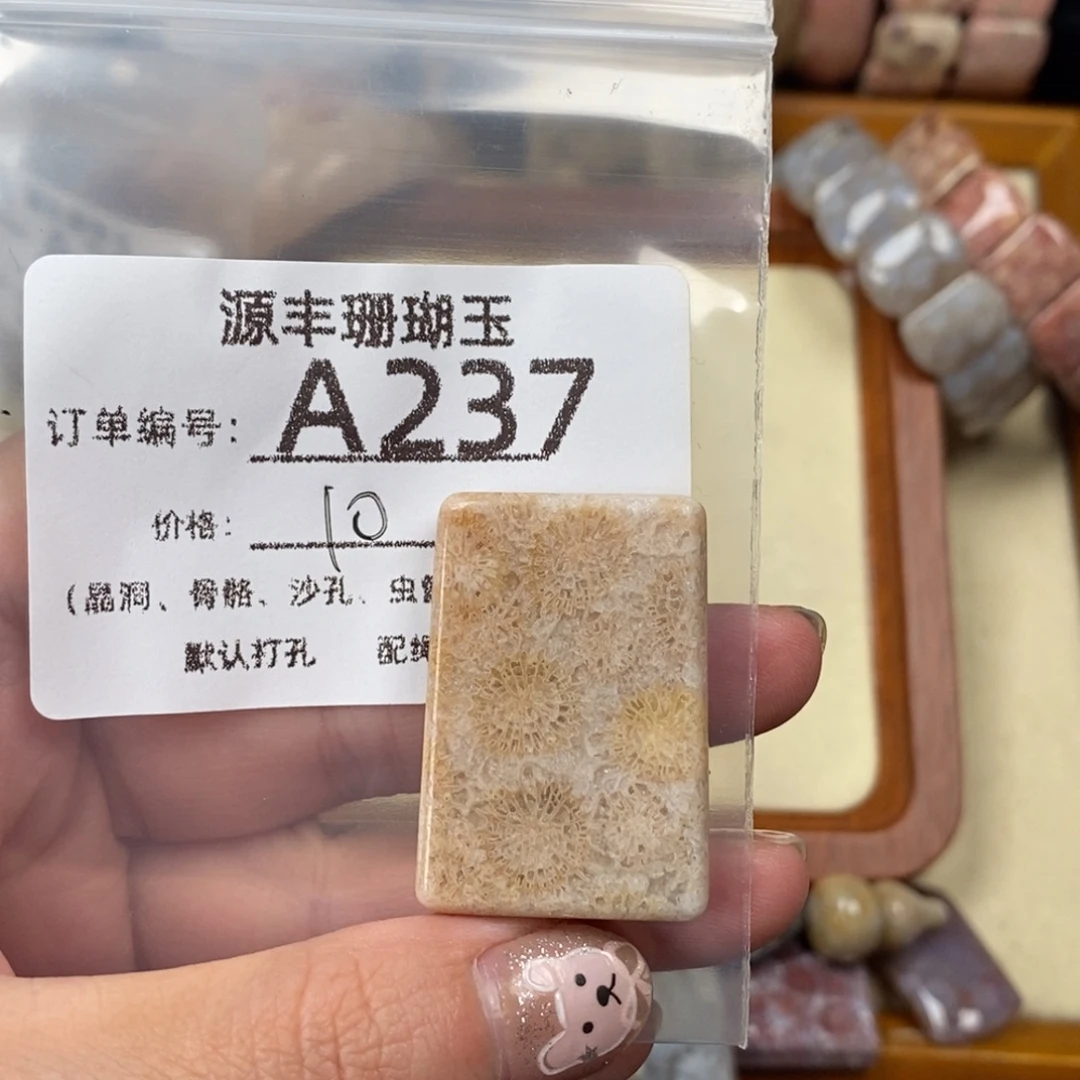 源丰珊瑚玉
A237
订单编号：
价格： 10
（晶洞、骨骼、沙孔、虫
默认打孔 配绳